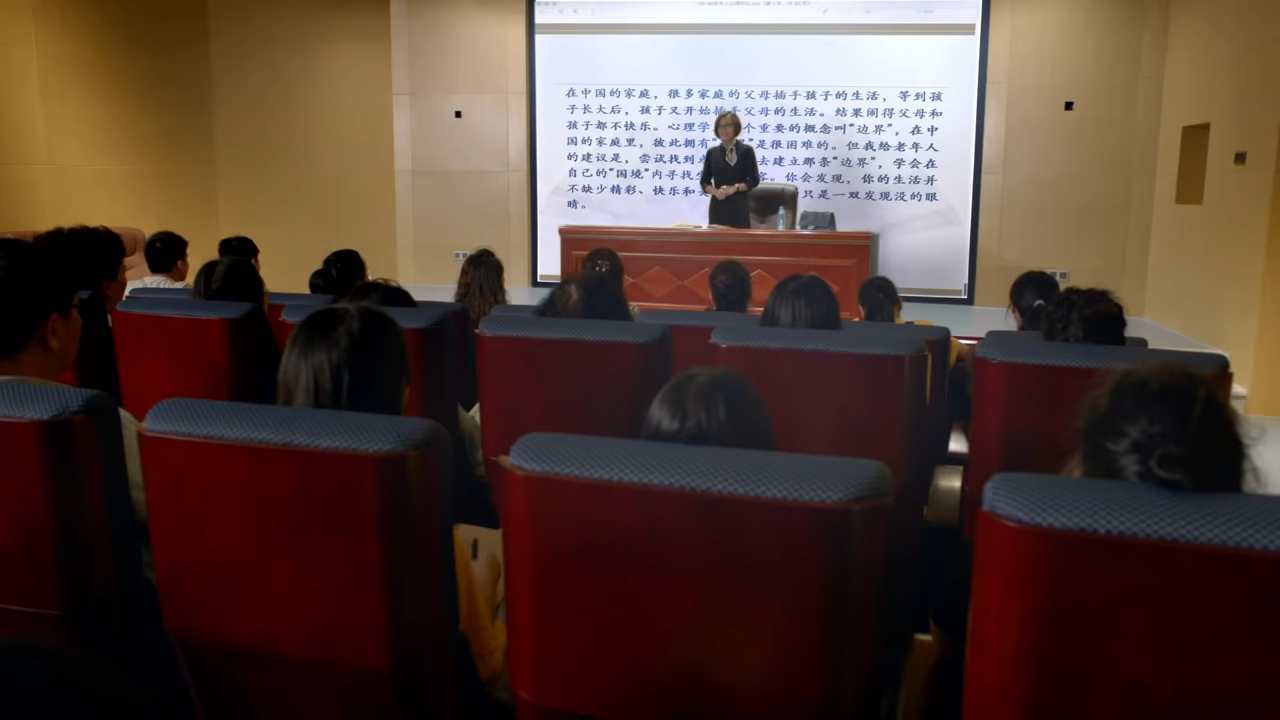 在中国的家庭，很多家庭的父母插手孩子的生活，等到孩
子长大后，孩子又开始插手父母的生活。结果闹得父母和
孩子都不快乐。心理学 个重要的概念叫“边界”，在中
国的家庭里，彼此拥有“ ”是很困难的。但我给老年人
的建议是，尝试找到 去建立那条“边界”，学会在
自己的“国境”内寻找 。你会发现，你的生活并
不缺少精彩、快乐和 只是一双发现没的眼
睛。